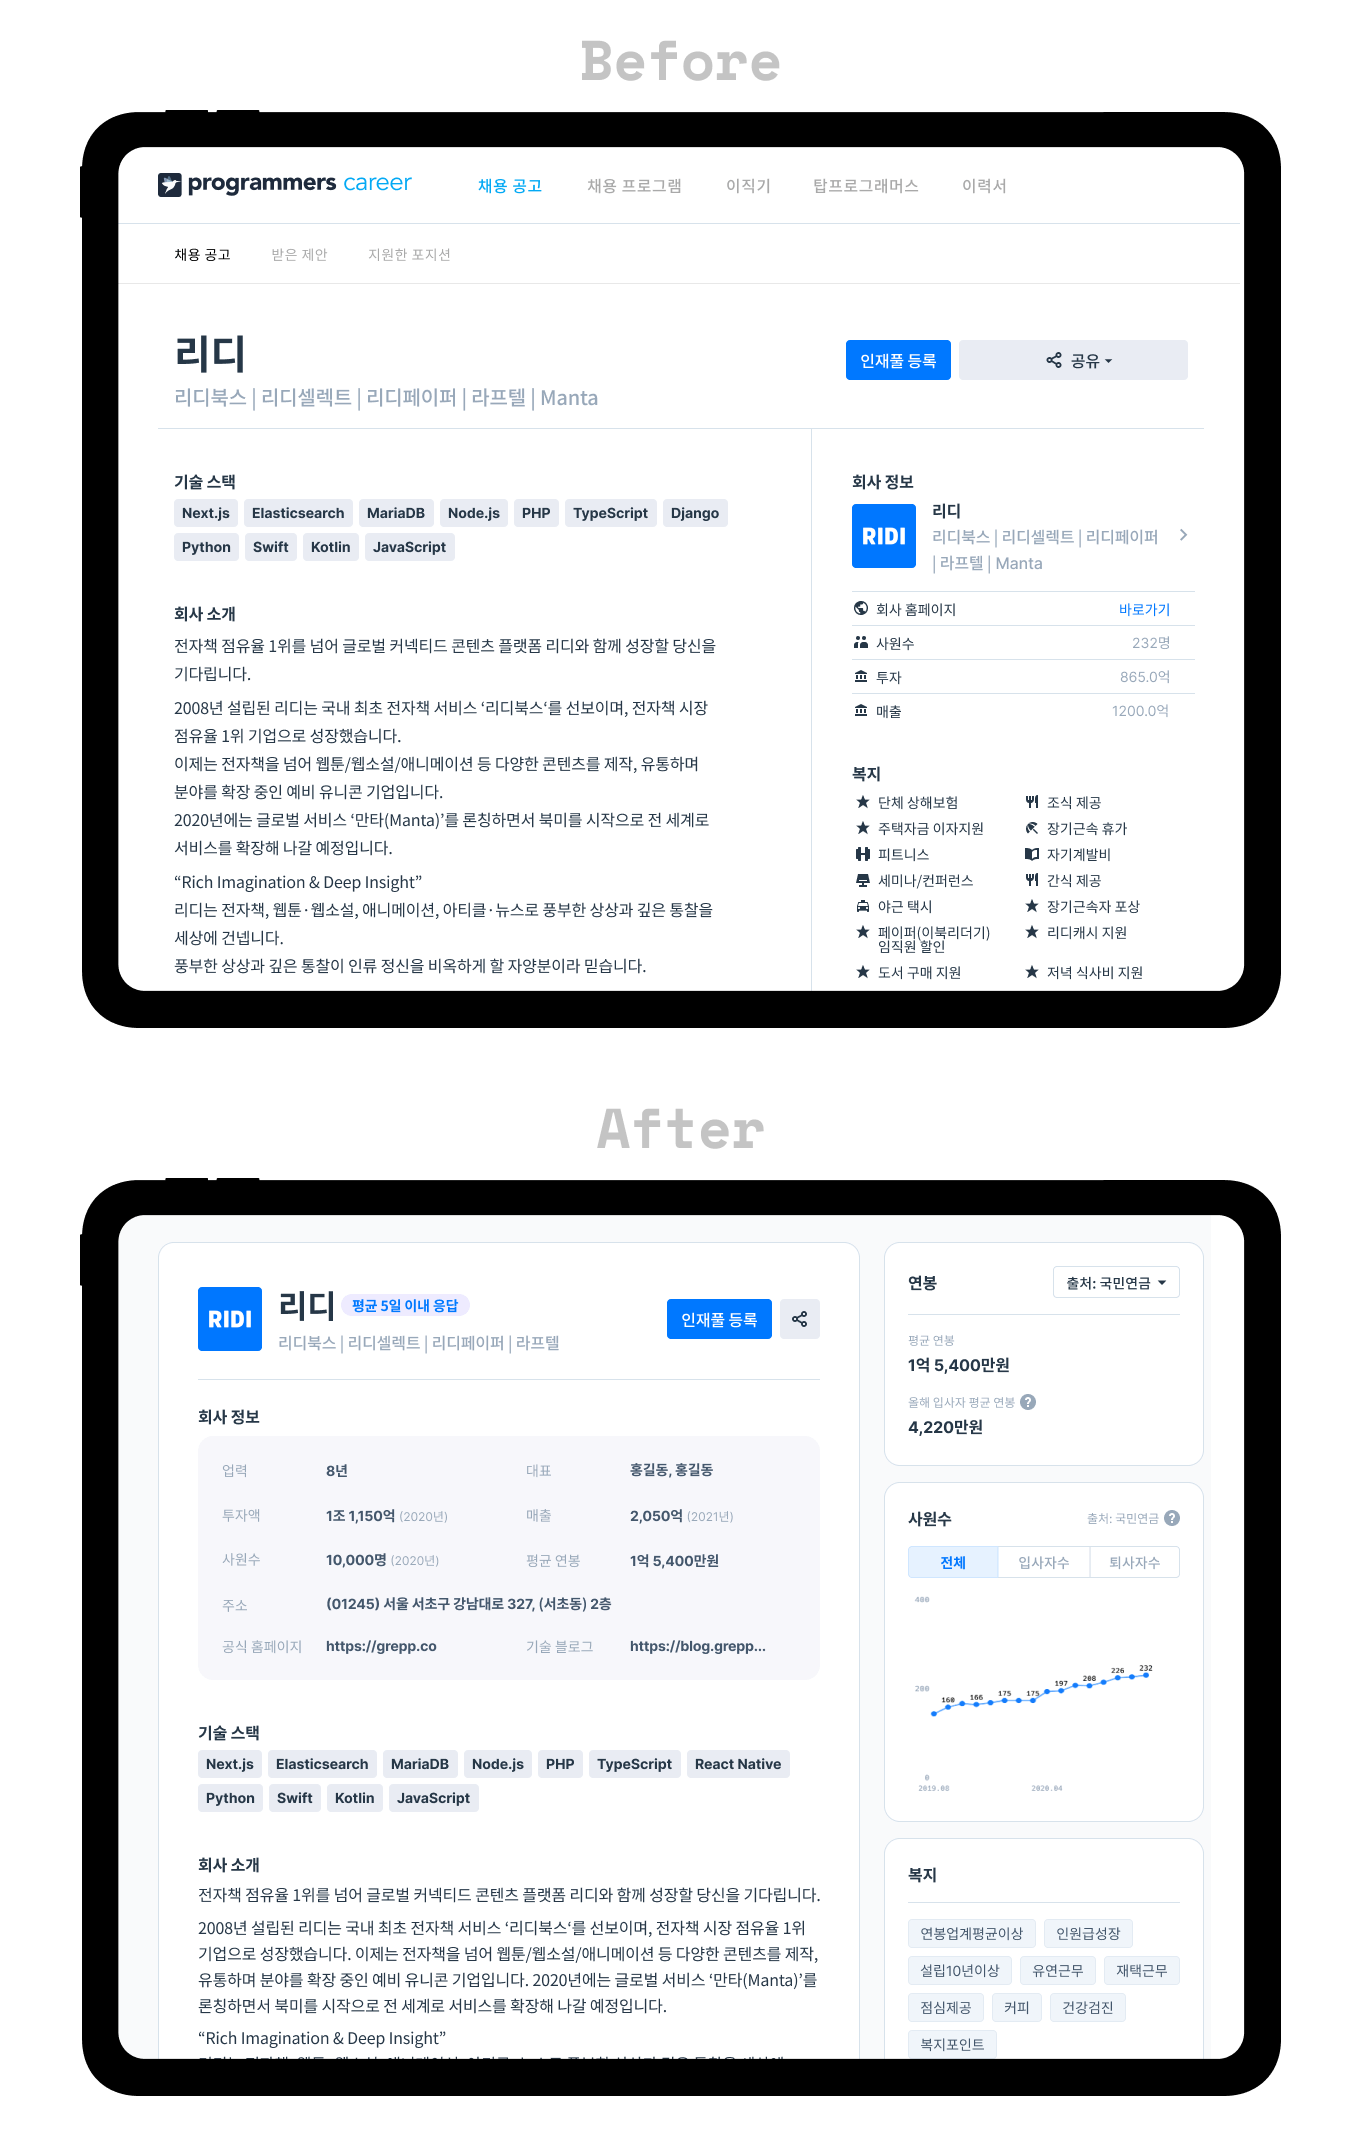 Before
programmers career
채용 공고 채용 프로그램 이직기 탑프로그래머스 이력서
채용 공고 받은 제안 지원한 포지션
리디
리디북스 | 리디셀렉트 | 리디페이퍼 | 라프텔 | Manta
인재풀 등록 공유
기술 스택
Next.js Elasticsearch MariaDB Node.js PHP TypeScript Django
Python Swift Kotlin JavaScript
회사 소개
전자책 점유율 1위를 넘어 글로벌 커넥티드 콘텐츠 플랫폼 리디와 함께 성장할 당신을
기다립니다.
2008년 설립된 리디는 국내 최초 전자책 서비스 ‘리디북스‘를 선보이며, 전자책 시장
점유율 1위 기업으로 성장했습니다.
이제는 전자책을 넘어 웹툰/웹소설/애니메이션 등 다양한 콘텐츠를 제작, 유통하며
분야를 확장 중인 예비 유니콘 기업입니다.
2020년에는 글로벌 서비스 ‘만타(Manta)’를 론칭하면서 북미를 시작으로 전 세계로
서비스를 확장해 나갈 예정입니다.
“Rich Imagination & Deep Insight”
리디는 전자책, 웹툰·웹소설, 애니메이션, 아티클·뉴스로 풍부한 상상과 깊은 통찰을
세상에 건넵니다.
풍부한 상상과 깊은 통찰이 인류 정신을 비옥하게 할 자양분이라 믿습니다.
회사 정보
RIDI
리디
리디북스 | 리디셀렉트 | 리디페이퍼
| 라프텔 | Manta
회사 홈페이지 바로가기
사원수 232명
투자 865.0억
매출 1200.0억
복지
단체 상해보험 조식 제공
주택자금 이자지원 장기근속 휴가
피트니스 자기계발비
세미나/컨퍼런스 간식 제공
야근 택시 장기근속자 포상
페이퍼(이북리더기) 리디캐시 지원
임직원 할인
도서 구매 지원 저녁 식사비 지원
After
RIDI
리디 평균 5일 이내 응답
리디북스 | 리디셀렉트 | 리디페이퍼 | 라프텔
인재풀 등록
회사 정보
업력 8년 대표 홍길동, 홍길동
투자액 1조 1,150억 (2020년) 매출 2,050억 (2021년)
사원수 10,000명 (2020년) 평균 연봉 1억 5,400만원
주소 (01245) 서울 서초구 강남대로 327, (서초동) 2층
공식 홈페이지 https://grepp.co 기술 블로그 https://blog.grepp...
기술 스택
Next.js Elasticsearch MariaDB Node.js PHP TypeScript React Native
Python Swift Kotlin JavaScript
회사 소개
전자책 점유율 1위를 넘어 글로벌 커넥티드 콘텐츠 플랫폼 리디와 함께 성장할 당신을 기다립니다.
2008년 설립된 리디는 국내 최초 전자책 서비스 ‘리디북스‘를 선보이며, 전자책 시장 점유율 1위
기업으로 성장했습니다. 이제는 전자책을 넘어 웹툰/웹소설/애니메이션 등 다양한 콘텐츠를 제작,
유통하며 분야를 확장 중인 예비 유니콘 기업입니다. 2020년에는 글로벌 서비스 ‘만타(Manta)’를
론칭하면서 북미를 시작으로 전 세계로 서비스를 확장해 나갈 예정입니다.
“Rich Imagination & Deep Insight”
연봉 출처: 국민연금
평균 연봉
1억 5,400만원
올해 입사자 평균 연봉 ?
4,220만원
사원수 출처: 국민연금 ?
전체 입사자수 퇴사자수
400
200
0
160 166 175 175 197 208 226 232
2019.08 2020.04
복지
연봉업계평균이상 인원급성장
설립10년이상 유연근무 재택근무
점심제공 커피 건강검진
복지포인트